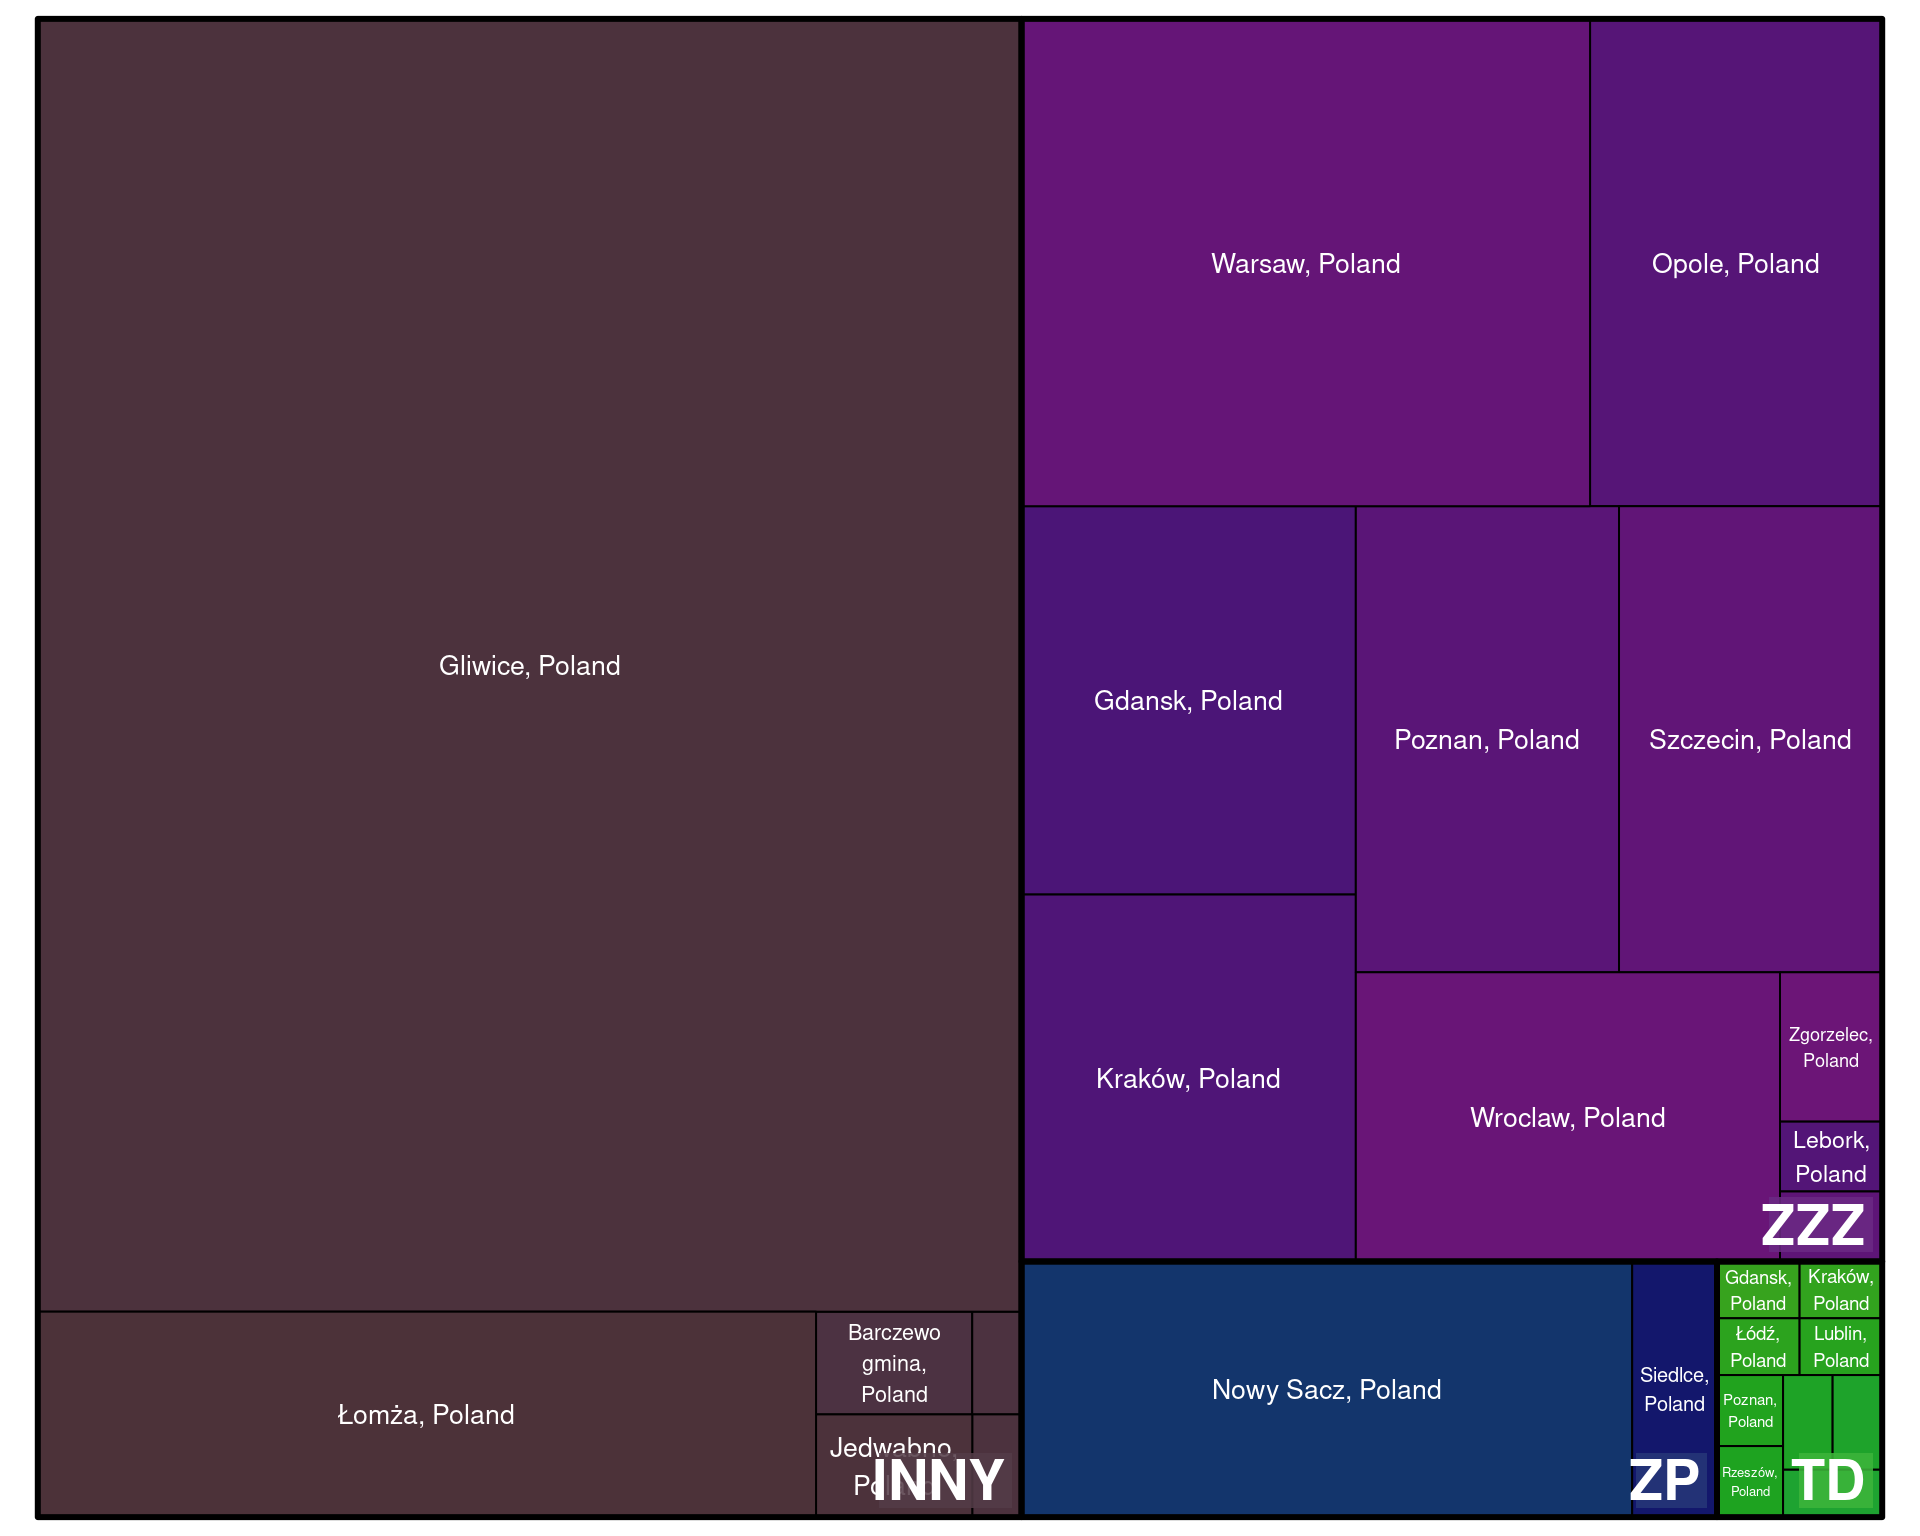 Gliwice, Poland
Łomża, Poland
Barczewo
gmina,
Poland
Jedwabno,
INNY
Warsaw, Poland
Opole, Poland
Gdansk, Poland
Poznan, Poland
Szczecin, Poland
Kraków, Poland
Wroclaw, Poland
Zgorzelec,
Poland
Lebork,
Poland
ZZZ
Nowy Sacz, Poland
Siedlce,
Poland
ZP
Gdansk,
Poland
Kraków,
Poland
Łódź,
Poland
Lublin,
Poland
Poznan,
Poland
Rzeszów,
Poland
TD